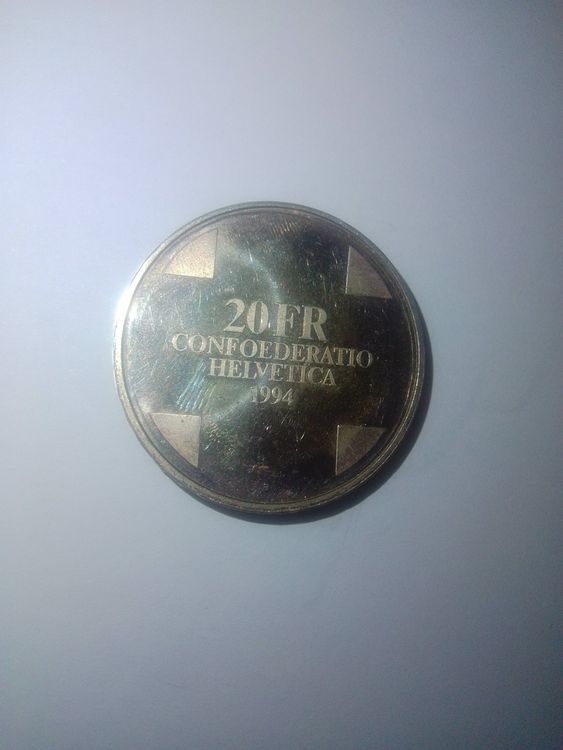 20 FR
CONFOEDERATIO
HELVETICA
1994